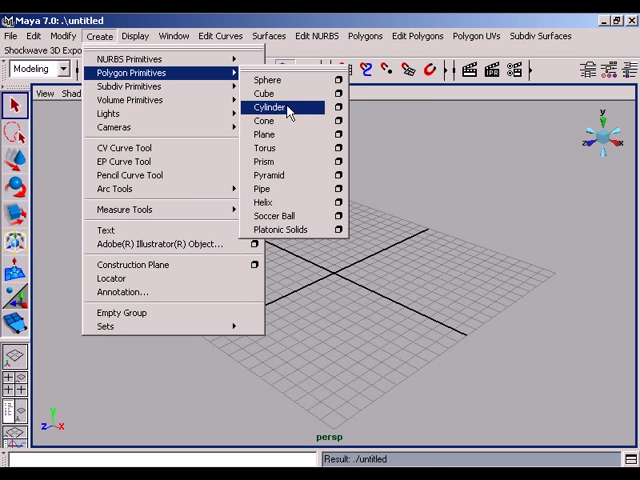 Maya 7.0: .\untitled
File Edit Modify Create Display Window Edit Curves Surfaces Edit NURBS Polygons Edit Polygons Polygon UVs Subdiv Surfaces
Shockwave 3D Expo
Modeling
View Shad
NURBS Primitives
Polygon Primitives
Subdiv Primitives
Volume Primitives
Lights
Cameras
CV Curve Tool
EP Curve Tool
Pencil Curve Tool
Arc Tools
Measure Tools
Text
Adobe(R) Illustrator(R) Object...
Construction Plane
Locator
Annotation...
Empty Group
Sets
Sphere
Cube
Cylinder
Cone
Plane
Torus
Prism
Pyramid
Pipe
Helix
Soccer Ball
Platonic Solids
IPR
y
z x
y
z x
persp
Result: ./untitled